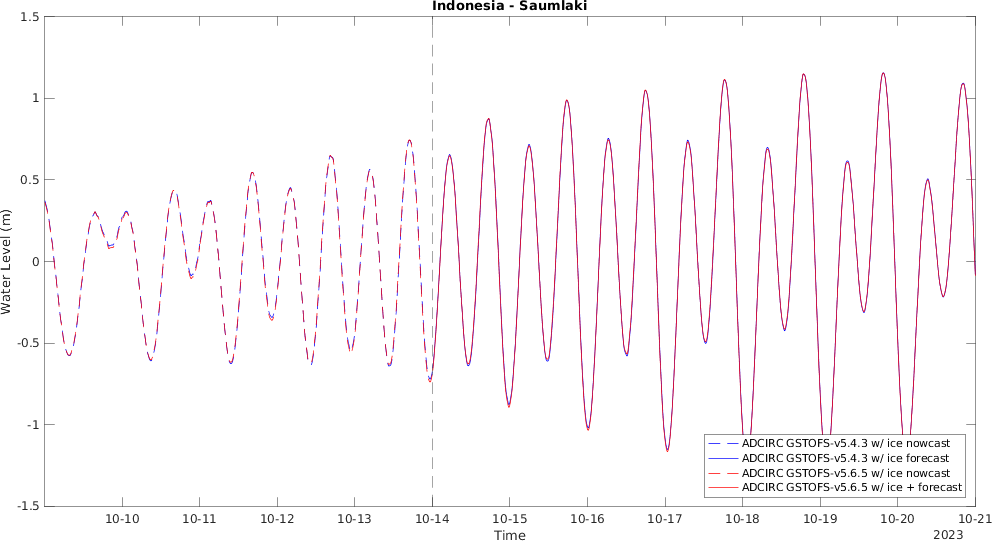 Indonesia - Saumlaki
Water Level (m)
1.5
1
0.5
0
-0.5
-1
-1.5
ADCIRC GSTOFS-v5.4.3 w/ ice nowcast
ADCIRC GSTOFS-v5.4.3 w/ ice forecast
ADCIRC GSTOFS-v5.6.5 w/ ice nowcast
ADCIRC GSTOFS-v5.6.5 w/ ice + forecast
10-10 10-11 10-12 10-13 10-14 10-15 10-16 10-17 10-18 10-19 10-20 10-21
Time
2023